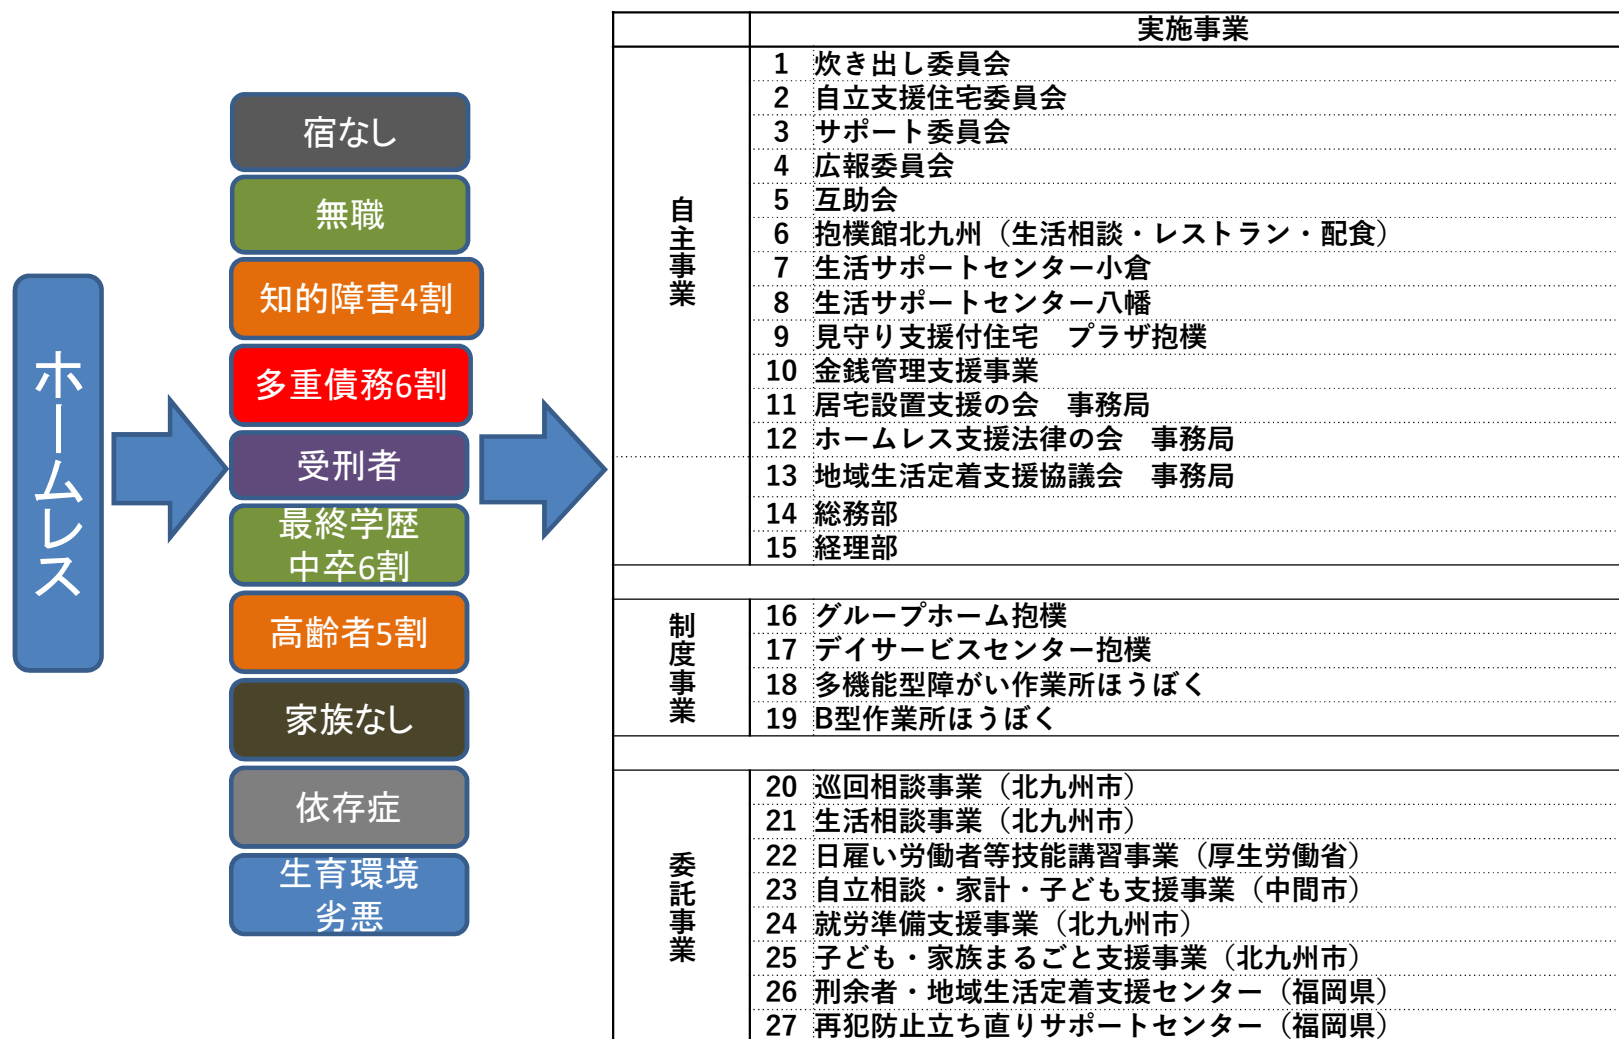 ホームレス
宿なし
無職
知的障害4割
多重債務6割
受刑者
最終学歴
中卒6割
高齢者5割
家族なし
依存症
生育環境
劣悪
実施事業
自主事業
1 炊き出し委員会
2 自立支援住宅委員会
3 サポート委員会
4 広報委員会
5 互助会
6 抱樸館北九州（生活相談・レストラン・配食）
7 生活サポートセンター小倉
8 生活サポートセンター八幡
9 見守り支援付住宅　プラザ抱樸
10 金銭管理支援事業
11 居宅設置支援の会　事務局
12 ホームレス支援法律の会　事務局
13 地域生活定着支援協議会　事務局
14 総務部
15 経理部
制度事業
16 グループホーム抱樸
17 デイサービスセンター抱樸
18 多機能型障がい作業所ほうぼく
19 B型作業所ほうぼく
委託事業
20 巡回相談事業（北九州市）
21 生活相談事業（北九州市）
22 日雇い労働者等技能講習事業（厚生労働省）
23 自立相談・家計・子ども支援事業（中間市）
24 就労準備支援事業（北九州市）
25 子ども・家族まるごと支援事業（北九州市）
26 刑余者・地域生活定着支援センター（福岡県）
27 再犯防止立ち直りサポートセンター（福岡県）